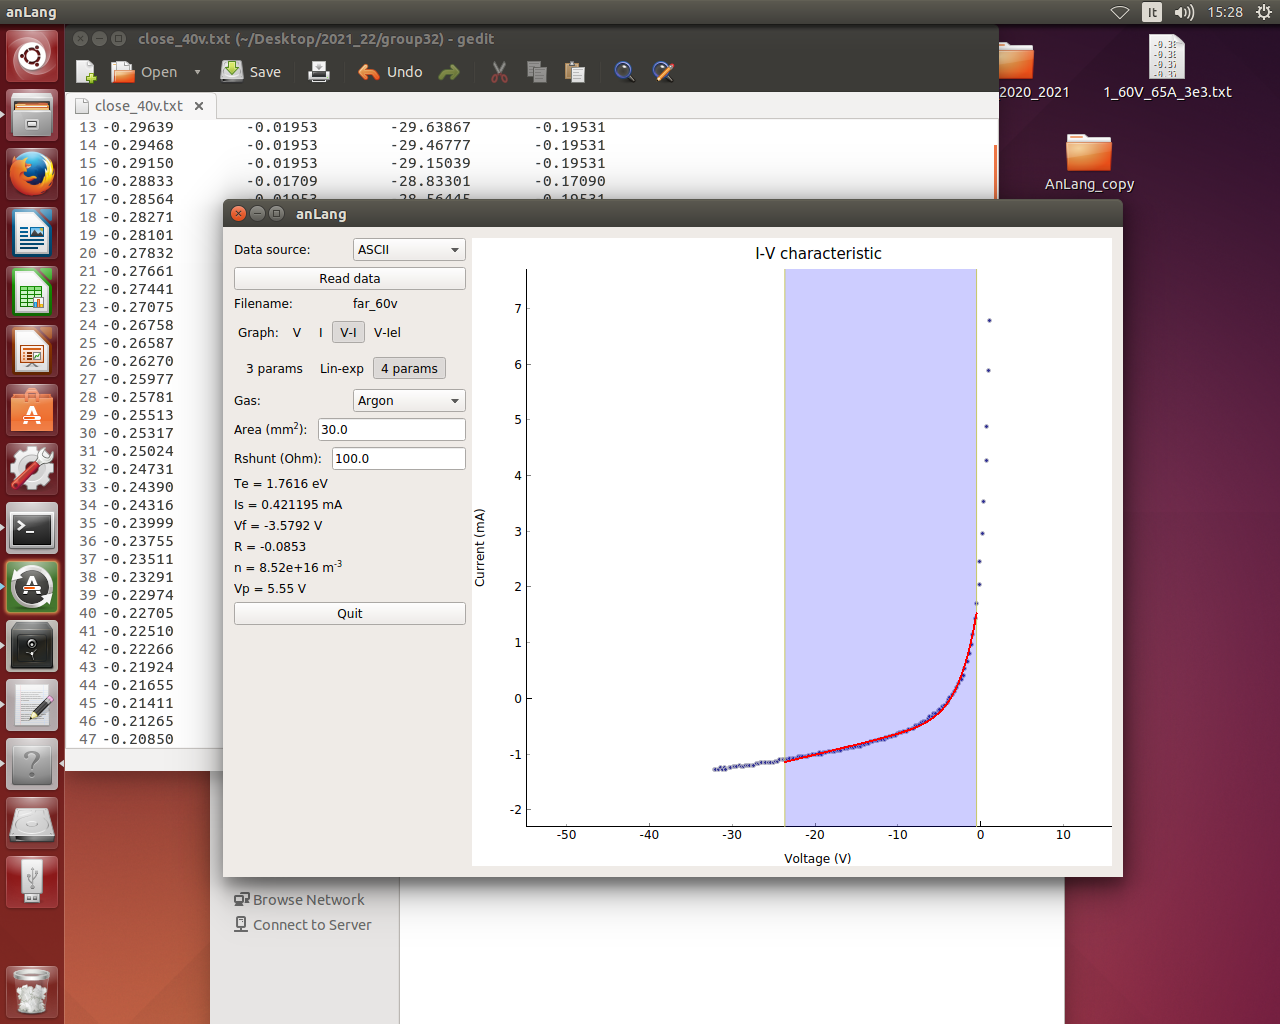 anLang
It
15:28
close_40v.txt (~/Desktop/2021_22/group32) - gedit
Open
Save
Undo
close_40v.txt
13 -0.29639 -0.01953 -29.63867 -0.19531
14 -0.29468 -0.01953 -29.46777 -0.19531
15 -0.29150 -0.01953 -29.15039 -0.19531
16 -0.28833 -0.01709 -28.83301 -0.17090
17 -0.28564 -0.01953 -28.56445 -0.19531
18 -0.28271
19 -0.28101
20 -0.27832
21 -0.27661
22 -0.27441
23 -0.27075
24 -0.26758
25 -0.26587
26 -0.26270
27 -0.25977
28 -0.25781
29 -0.25513
30 -0.25317
31 -0.25024
32 -0.24731
33 -0.24390
34 -0.24316
35 -0.23999
36 -0.23755
37 -0.23511
38 -0.23291
39 -0.22974
40 -0.22705
41 -0.22510
42 -0.22266
43 -0.21924
44 -0.21655
45 -0.21411
46 -0.21265
47 -0.20850
2020_2021
1_60V_65A_3e3.txt
AnLang_copy
anLang
Data source: ASCII
Read data
Filename: far_60v
Graph: V I V-I V-Iel
3 params Lin-exp 4 params
Gas: Argon
Area (mm²): 30.0
Rshunt (Ohm): 100.0
Te = 1.7616 eV
Is = 0.421195 mA
Vf = -3.5792 V
R = -0.0853
n = 8.52e+16 m⁻³
Vp = 5.55 V
Quit
I-V characteristic
7
6
5
4
3
2
1
0
-1
-2
Current (mA)
-50 -40 -30 -20 -10 0 10
Voltage (V)
Browse Network
Connect to Server